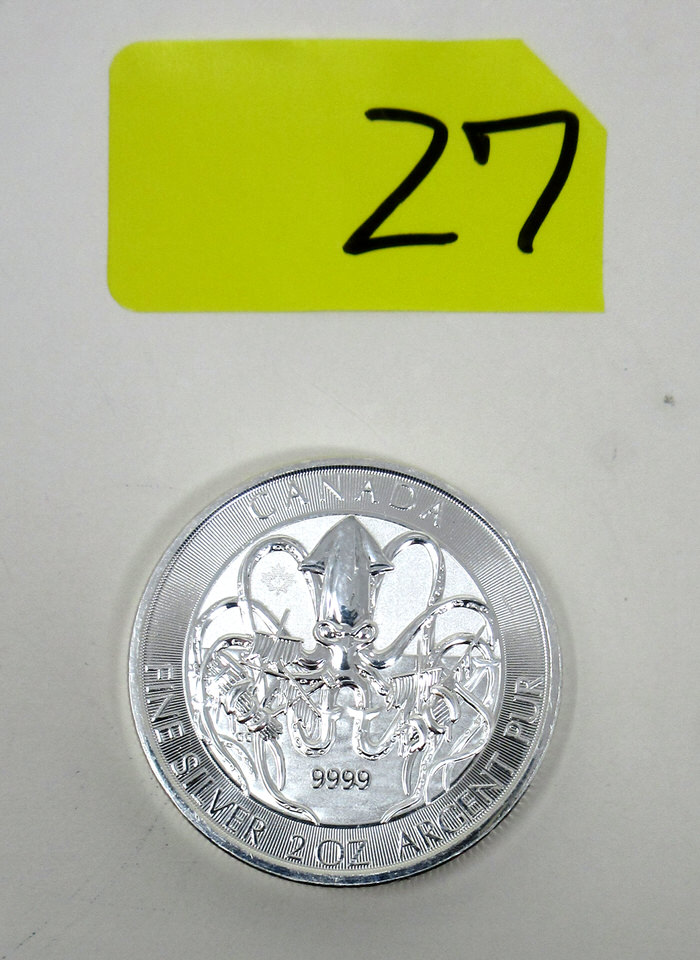 27
CANADA
9999
FINE SILVER 2 OZ ARGENT PUR